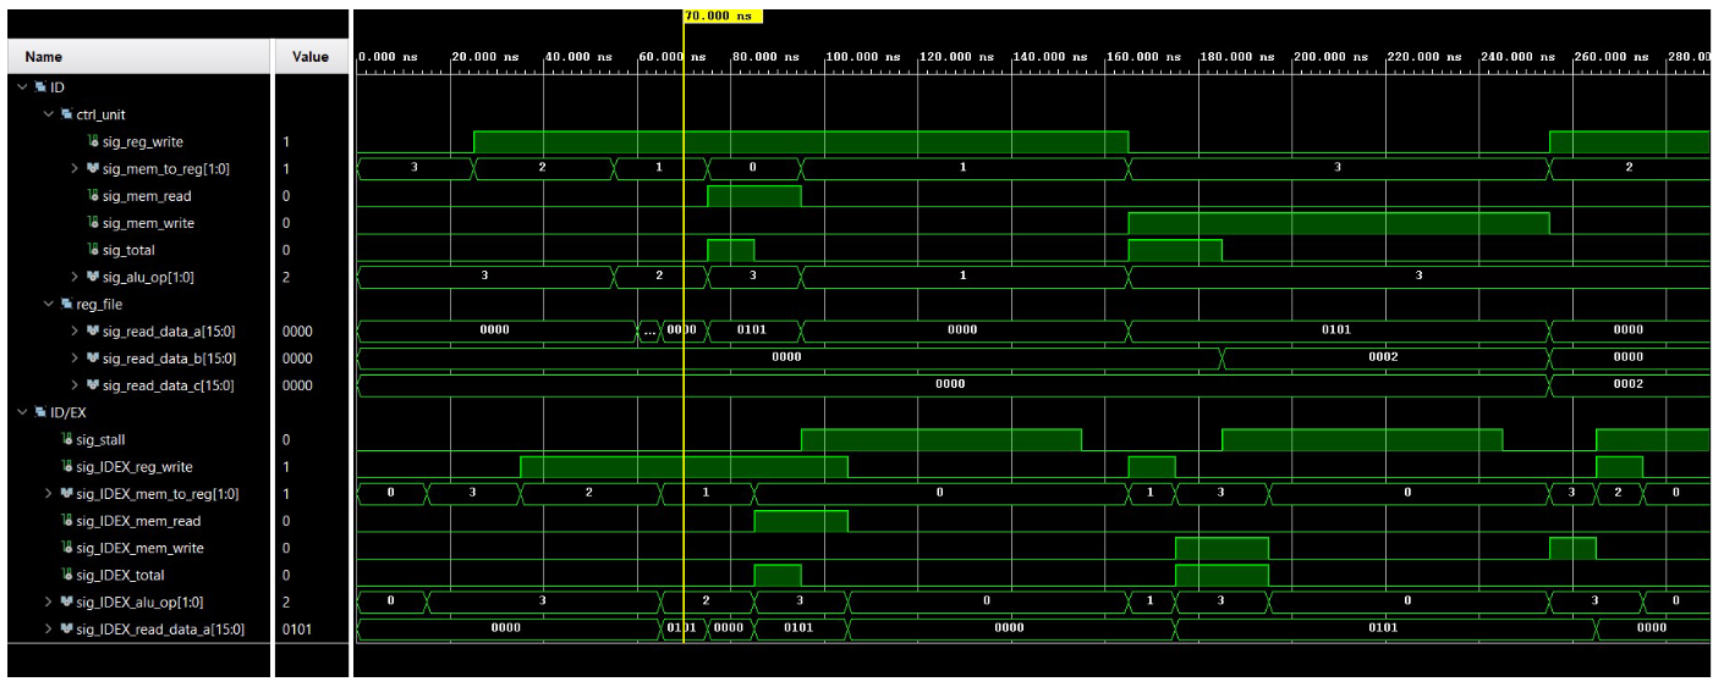 70.000 ns
Name Value 0.000 ns 20.000 ns 40.000 ns 60.000 ns 80.000 ns 100.000 ns 120.000 ns 140.000 ns 160.000 ns 180.000 ns 200.000 ns 220.000 ns 240.000 ns 260.000 ns 280.00
ID
ctrl_unit
sig_reg_write 1
sig_mem_to_reg[1:0] 1 3 2 1 0 1 3 2
sig_mem_read 0
sig_mem_write 0
sig_total 0
sig_alu_op[1:0] 2 3 2 3 1 3
reg_file
sig_read_data_a[15:0] 0000 0000 ... 0000 0101 0000 0101 0000
sig_read_data_b[15:0] 0000 0000 0002 0000
sig_read_data_c[15:0] 0000 0000 0002
ID/EX
sig_stall 0
sig_IDEX_reg_write 1
sig_IDEX_mem_to_reg[1:0] 1 0 3 2 1 0 1 3 0 3 2 0
sig_IDEX_mem_read 0
sig_IDEX_mem_write 0
sig_IDEX_total 0
sig_IDEX_alu_op[1:0] 2 0 3 2 3 0 1 3 0 3 0
sig_IDEX_read_data_a[15:0] 0101 0000 0101 0000 0101 0000 0101 0000